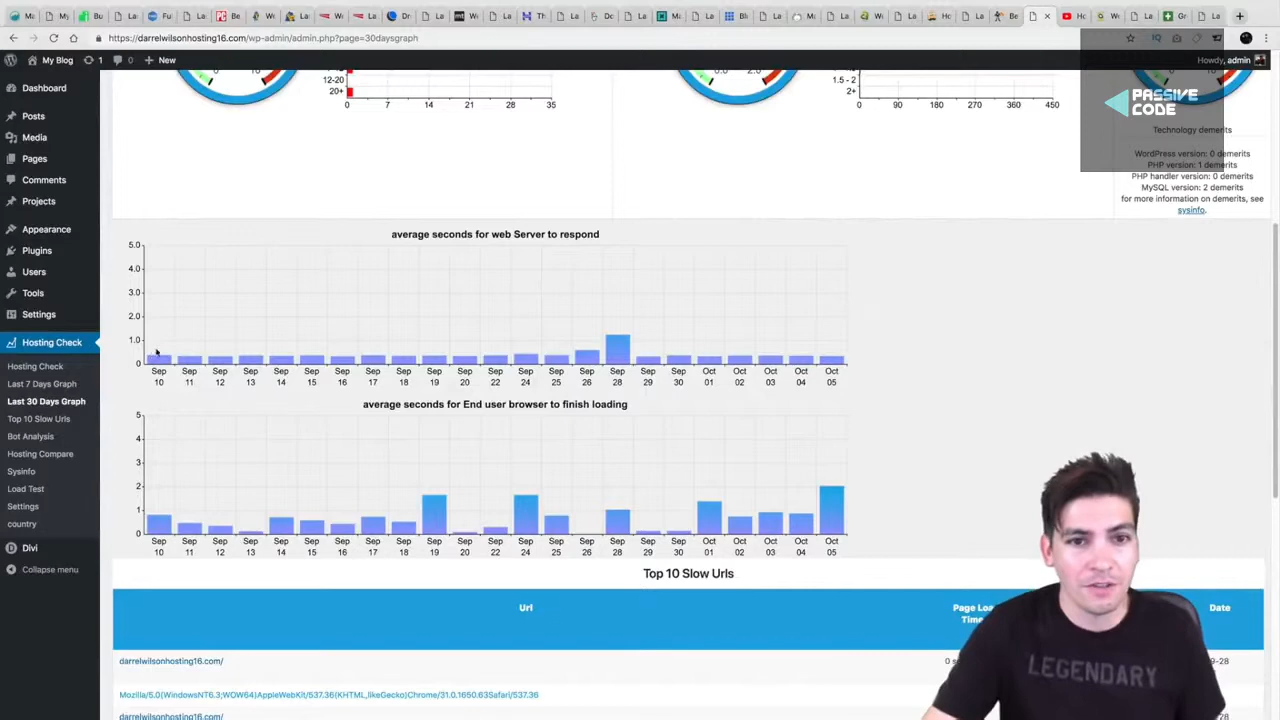 https://darrelwilsonhosting16.com/wp-admin/admin.php?page=30daysgraph
My Blog
1
0
New
Howdy, admin
Dashboard
Posts
Media
Pages
Comments
Projects
Appearance
Plugins
Users
Tools
Settings
Hosting Check
Hosting Check
Last 7 Days Graph
Last 30 Days Graph
Top 10 Slow Urls
Bot Analysis
Hosting Compare
Sysinfo
Load Test
Settings
country
Divi
Collapse menu
12-20
20+
0 7 14 21 28 35
1.5 - 2
2+
0 90 180 270 360 450
PASSIVE
CODE
Technology demerits
WordPress version: 0 demerits
PHP version: 1 demerits
PHP handler version: 0 demerits
MySQL version: 2 demerits
for more information on demerits, see
sysinfo.
average seconds for web Server to respond
5.0
4.0
3.0
2.0
1.0
0
Sep Sep Sep Sep Sep Sep Sep Sep Sep Sep Sep Sep Sep Sep Sep Sep Sep Sep Oct Oct Oct Oct Oct
10 11 12 13 14 15 16 17 18 19 20 22 24 25 26 28 29 30 01 02 03 04 05
average seconds for End user browser to finish loading
5
4
3
2
1
0
Sep Sep Sep Sep Sep Sep Sep Sep Sep Sep Sep Sep Sep Sep Sep Sep Sep Sep Oct Oct Oct Oct Oct
10 11 12 13 14 15 16 17 18 19 20 22 24 25 26 28 29 30 01 02 03 04 05
Top 10 Slow Urls
Url
Page
Time
Date
darrelwilsonhosting16.com/
0
-28
Mozilla/5.0(WindowsNT6.3;WOW64)AppleWebKit/537.36(KHTML,likeGecko)Chrome/31.0.1650.63Safari/537.36
darrelwilsonhosting16.com/
LEGENDARY